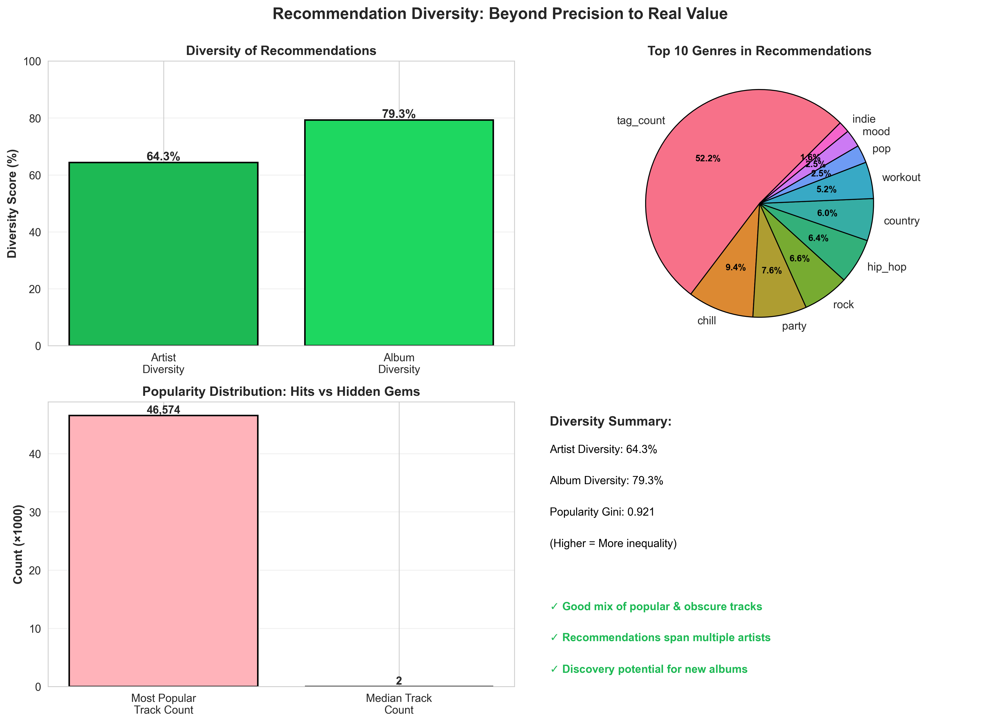 Recommendation Diversity: Beyond Precision to Real Value
Diversity of Recommendations
Diversity Score (%)
100
80
60
40
20
0
64.3%
79.3%
Artist
Diversity
Album
Diversity
Top 10 Genres in Recommendations
tag_count
52.2%
chill
9.4%
party
7.6%
rock
6.6%
hip_hop
6.4%
country
6.0%
workout
5.2%
pop
2.5%
mood
2.5%
indie
1.6%
Popularity Distribution: Hits vs Hidden Gems
Count (×1000)
40
30
20
10
0
46,574
2
Most Popular
Track Count
Median Track
Count
Diversity Summary:
Artist Diversity: 64.3%
Album Diversity: 79.3%
Popularity Gini: 0.921
(Higher = More inequality)
✓ Good mix of popular & obscure tracks
✓ Recommendations span multiple artists
✓ Discovery potential for new albums